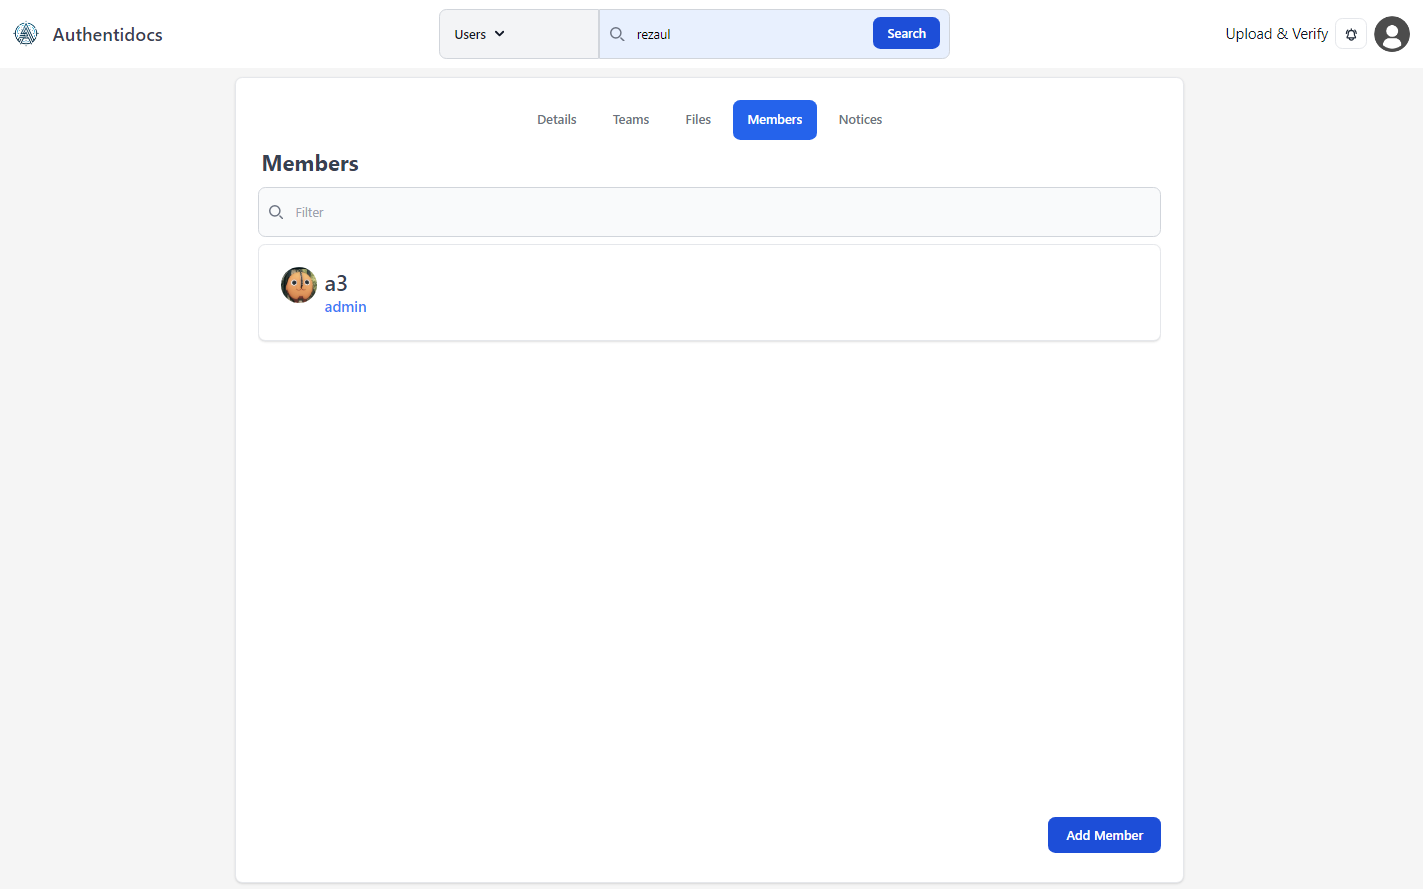 Authentidocs
Users
rezaul
Search
Upload & Verify
Details
Teams
Files
Members
Notices
Members
Filter
a3
admin
Add Member